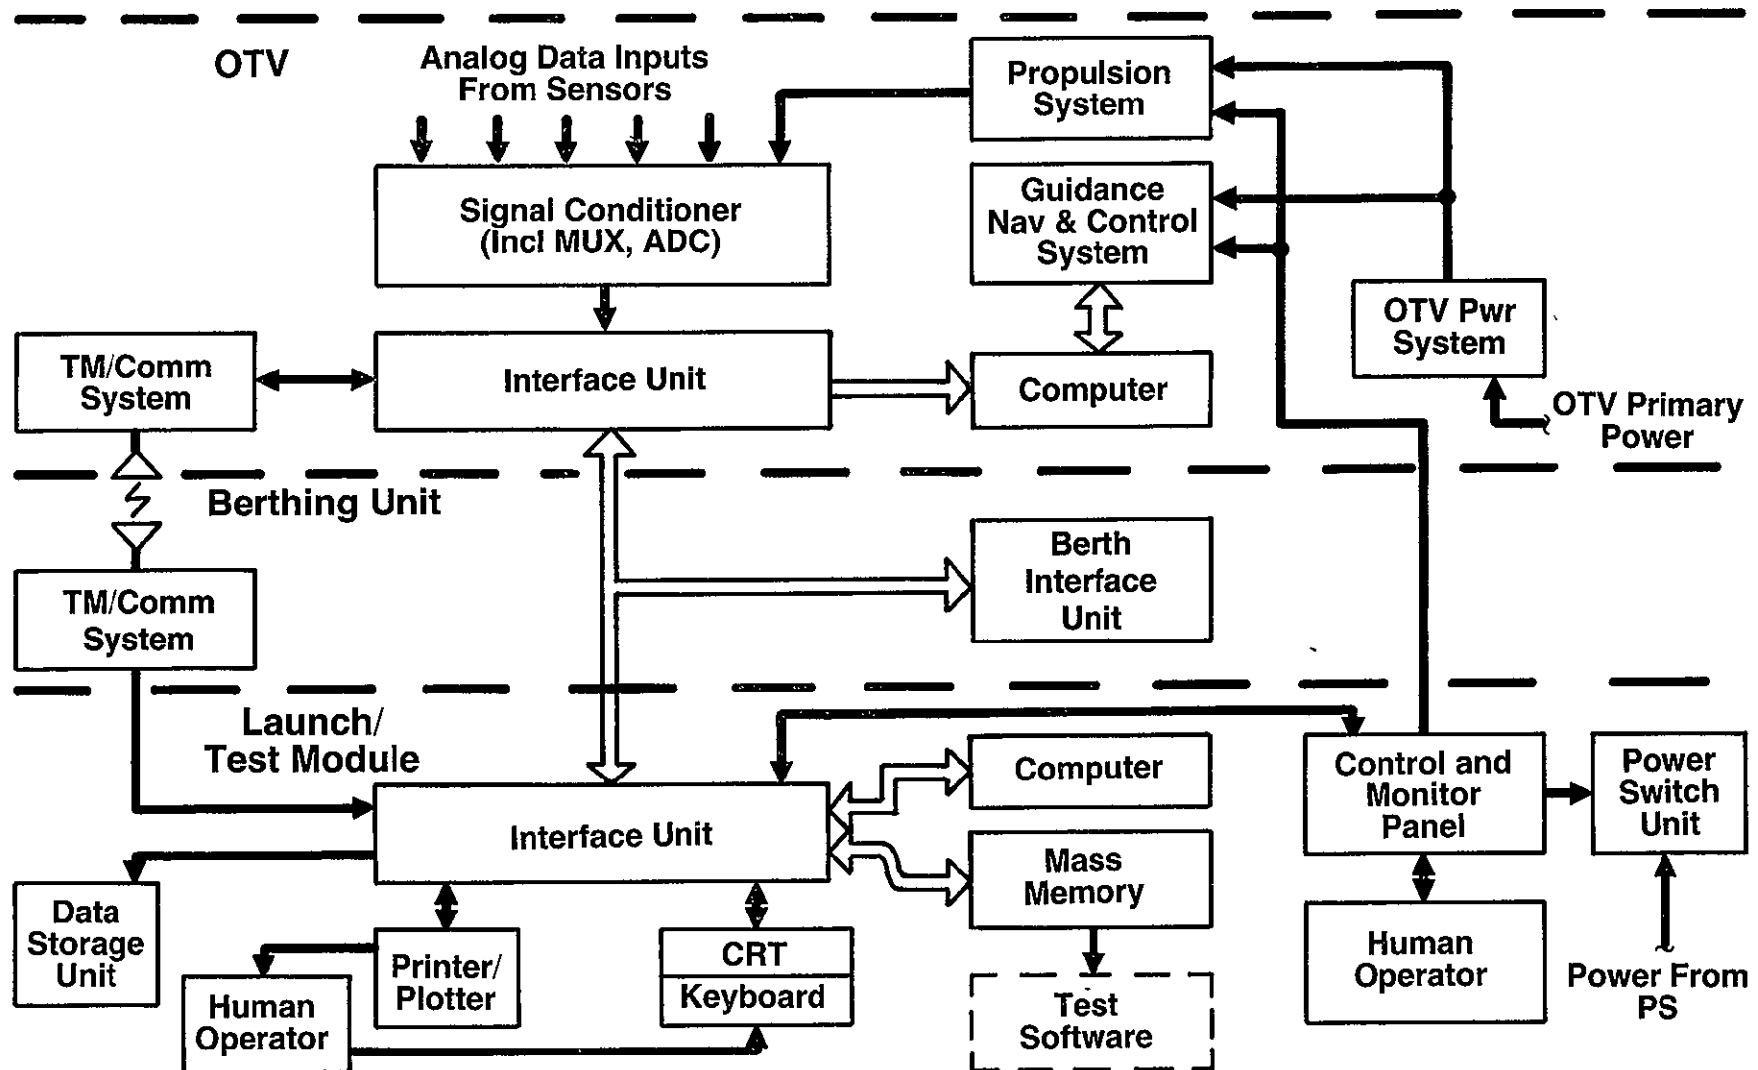 OTV
Analog Data Inputs
From Sensors
Propulsion
System
Signal Conditioner
(Incl MUX, ADC)
Guidance
Nav & Control
System
OTV Pwr
System
TM/Comm
System
Interface Unit
Computer
OTV Primary
Power
Berthing Unit
Berth
Interface
Unit
TM/Comm
System
Launch/
Test Module
Interface Unit
Computer
Control and
Monitor
Panel
Power
Switch
Unit
Mass
Memory
Data
Storage
Unit
Printer/
Plotter
CRT
Keyboard
Human
Operator
Test
Software
Human
Operator
Power From
PS